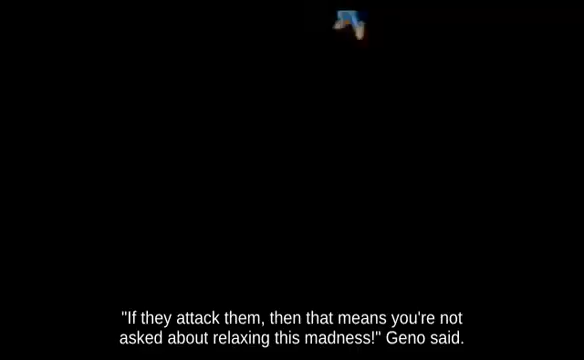 "If they attack them, then that means you're not
asked about relaxing this madness!" Geno said.